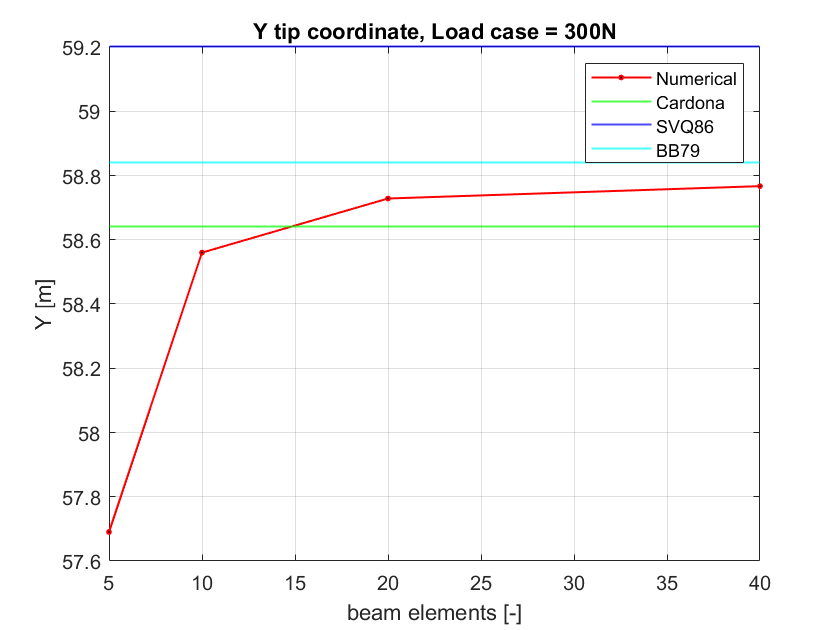 Y tip coordinate, Load case = 300N
59.2
59
58.8
58.6
58.4
58.2
58
57.8
57.6
Y [m]
Numerical
Cardona
SVQ86
BB79
5 10 15 20 25 30 35 40
beam elements [-]